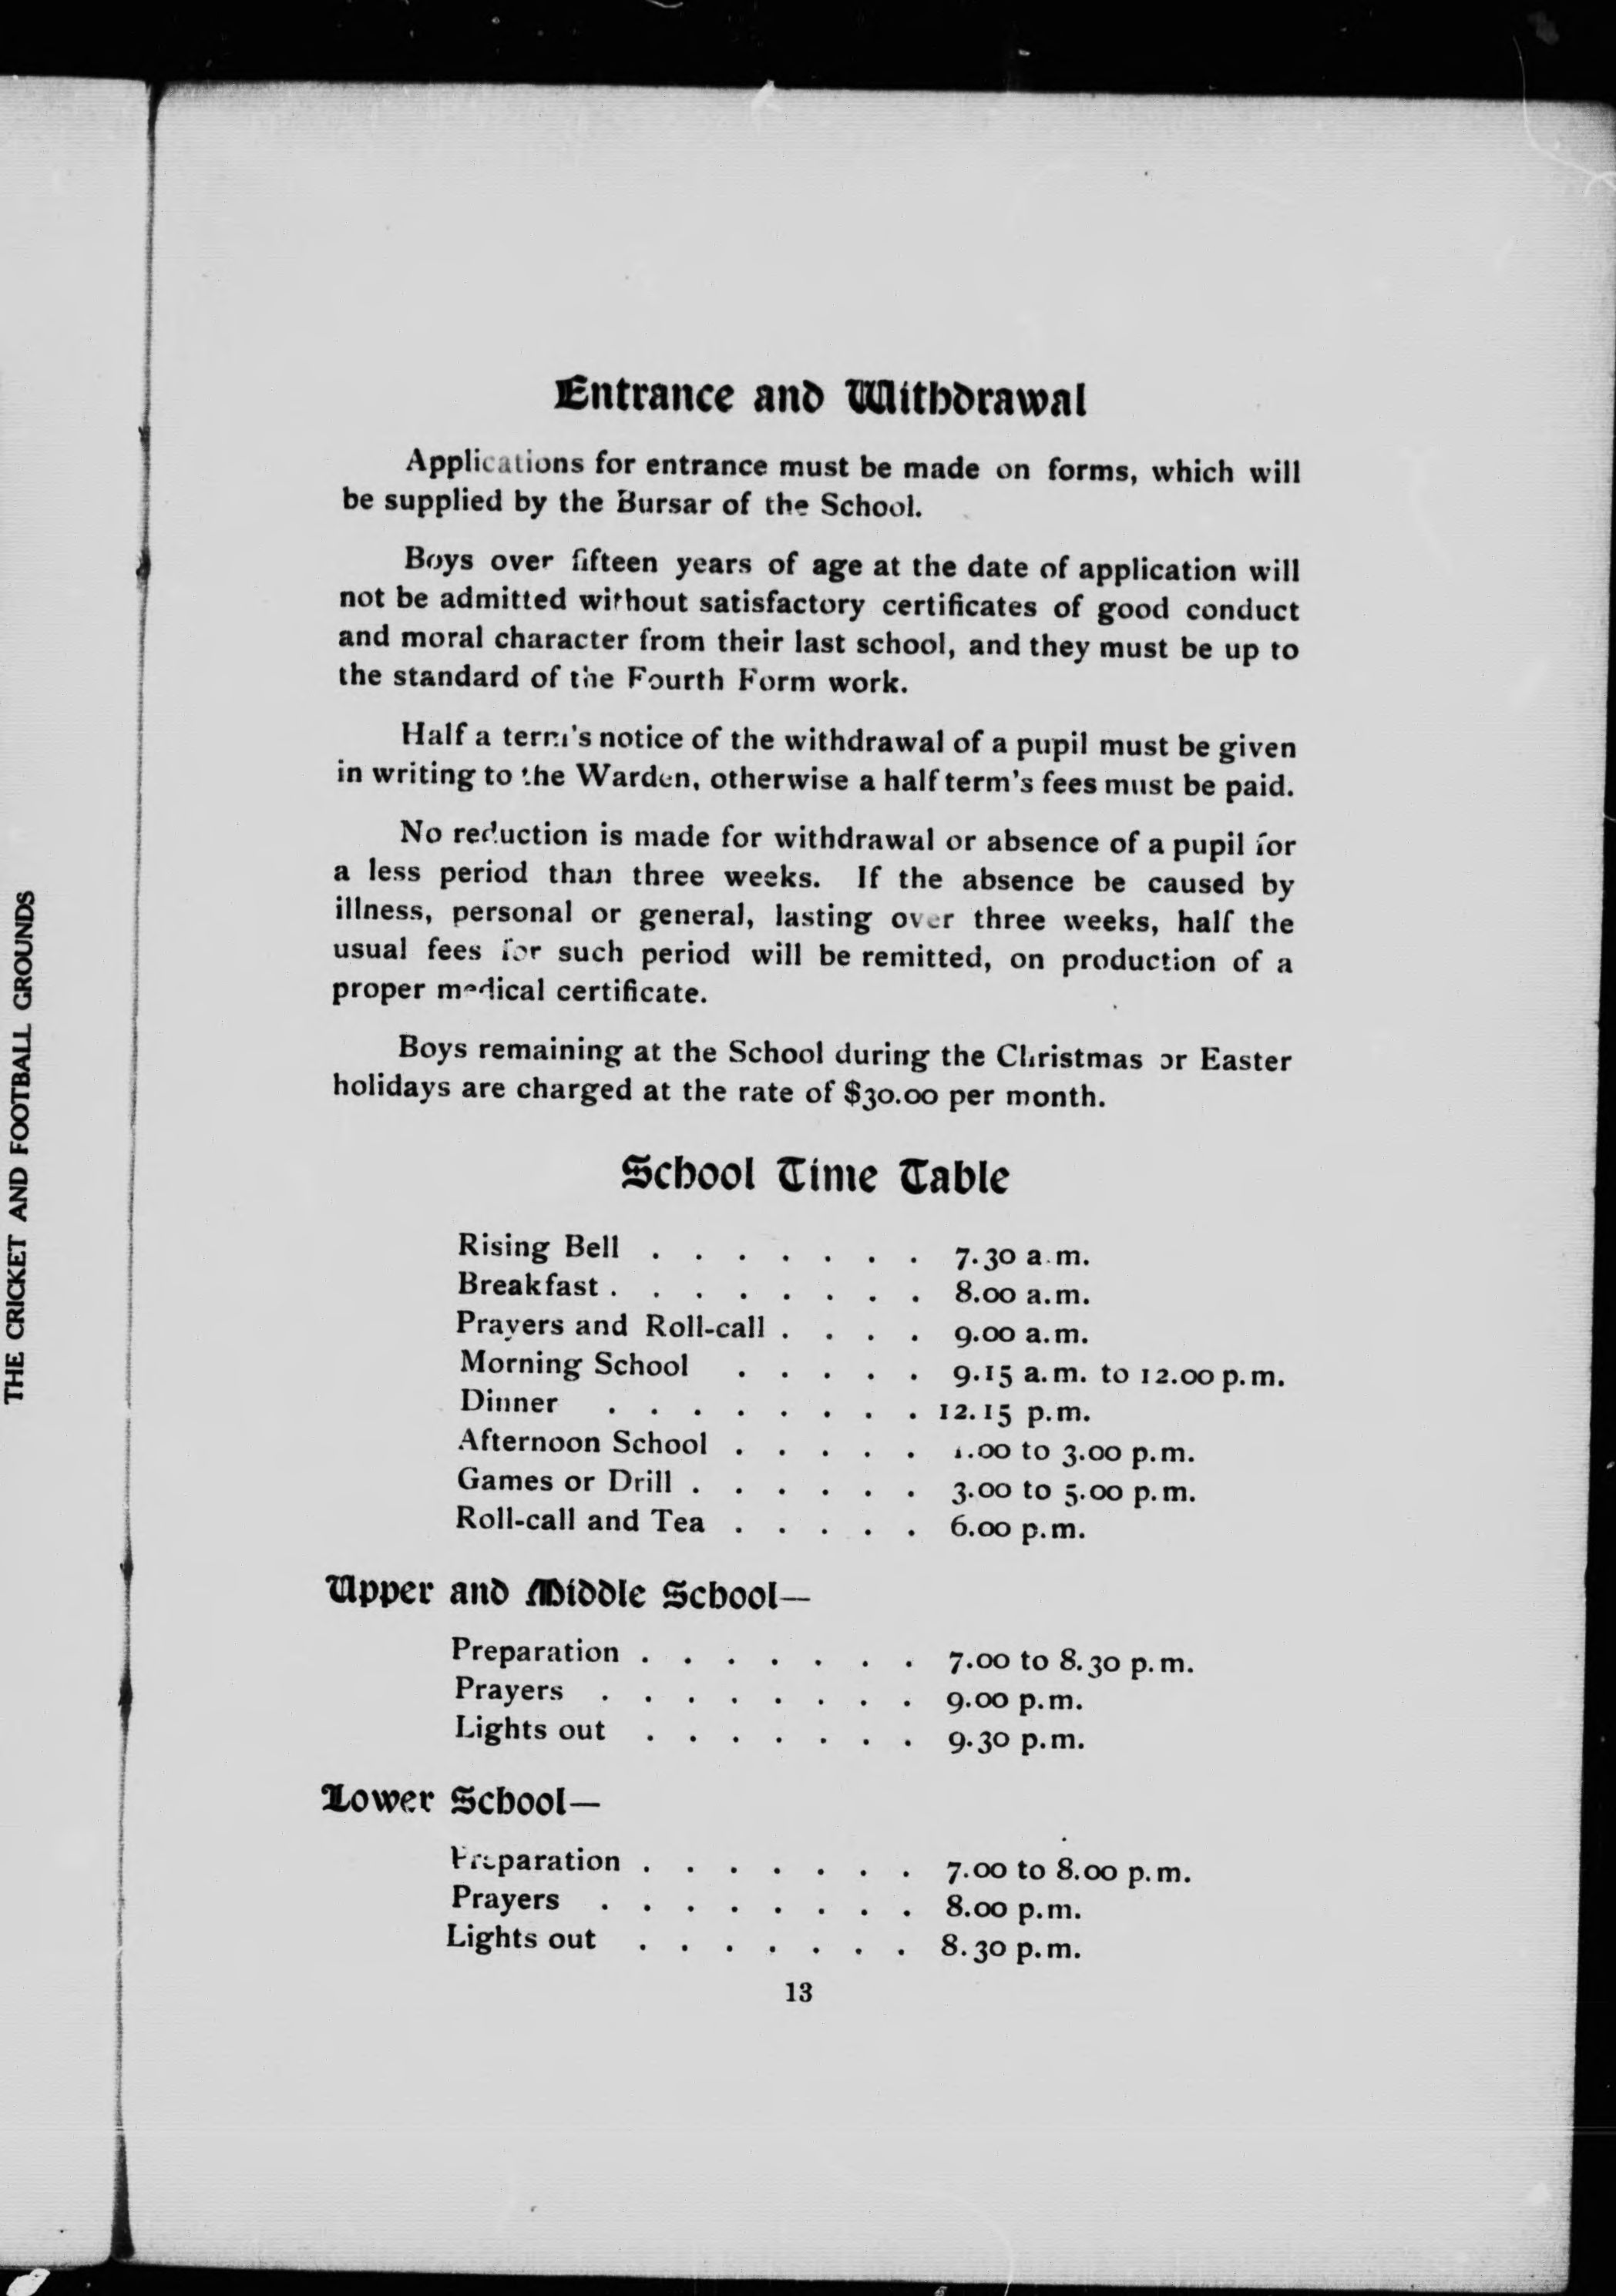 THE CRICKET AND FOOTBALL GROUNDS
Entrance and Withdrawal
Applications for entrance must be made on forms, which will
be supplied by the Bursar of the School.
Boys over fifteen years of age at the date of application will
not be admitted without satisfactory certificates of good conduct
and moral character from their last school, and they must be up to
the standard of the Fourth Form work.
Half a term's notice of the withdrawal of a pupil must be given
in writing to the Warden, otherwise a half term's fees must be paid.
No reduction is made for withdrawal or absence of a pupil for
a less period than three weeks. If the absence be caused by
illness, personal or general, lasting over three weeks, half the
usual fees for such period will be remitted, on production of a
proper medical certificate.
Boys remaining at the School during the Christmas or Easter
holidays are charged at the rate of $30.00 per month.
School Time Table
Rising Bell . . . . . . . 7.30 a.m.
Breakfast . . . . . . . . 8.00 a.m.
Prayers and Roll-call . . . . 9.00 a.m.
Morning School . . . . . 9.15 a.m. to 12.00 p.m.
Dinner . . . . . . . . 12.15 p.m.
Afternoon School . . . . . 1.00 to 3.00 p.m.
Games or Drill . . . . . . 3.00 to 5.00 p.m.
Roll-call and Tea . . . . . 6.00 p.m.
Upper and Middle School—
Preparation . . . . . . . 7.00 to 8.30 p.m.
Prayers . . . . . . . . 9.00 p.m.
Lights out . . . . . . . 9.30 p.m.
Lower School—
Preparation . . . . . . . 7.00 to 8.00 p.m.
Prayers . . . . . . . . 8.00 p.m.
Lights out . . . . . . . 8.30 p.m.
13